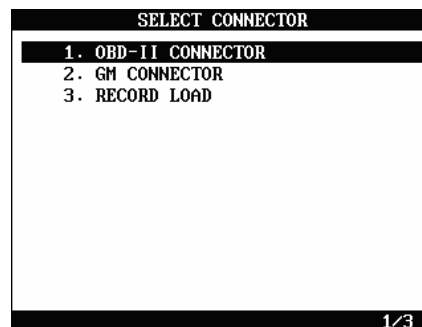 SELECT CONNECTOR
1. OBD-II CONNECTOR
2. GM CONNECTOR
3. RECORD LOAD
1/3